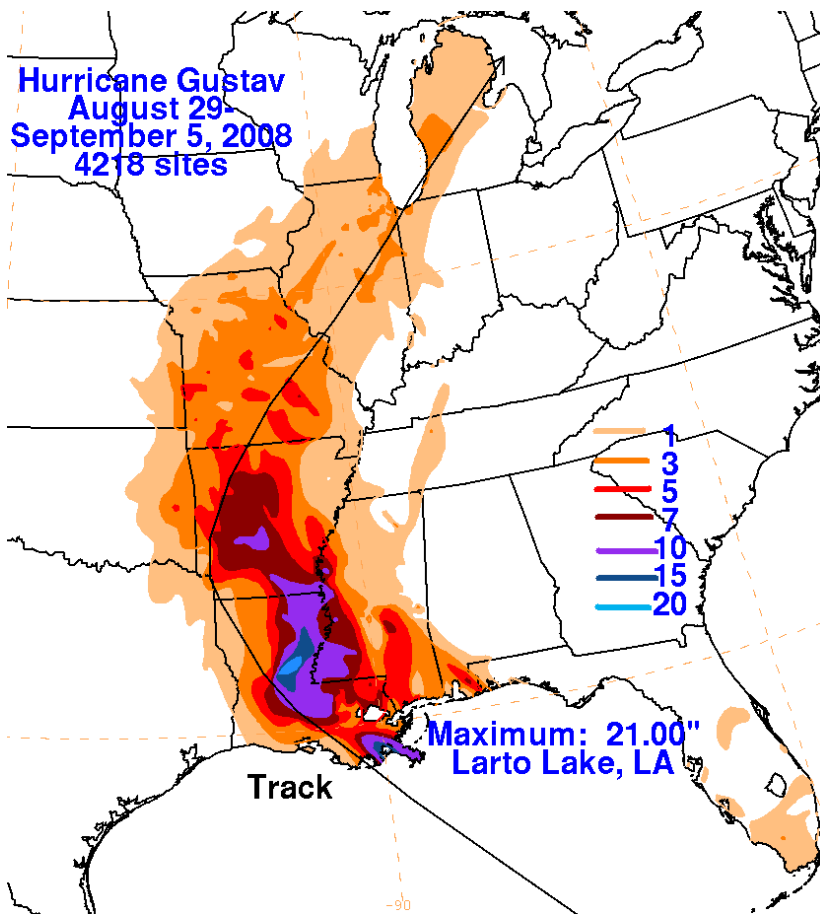 Hurricane Gustav
August 29-
September 5, 2008
4218 sites
1
3
5
7
10
15
20
Maximum: 21.00"
Larto Lake, LA
Track
-90